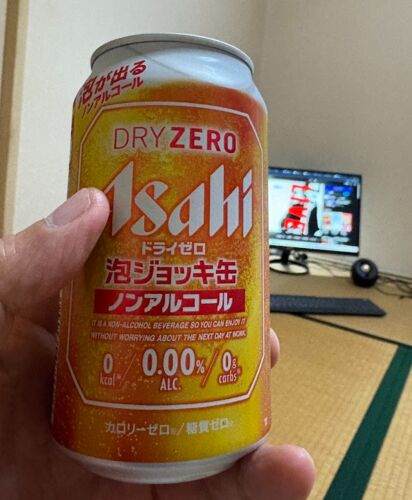 泡が出る
ノンアルコール
DRY ZERO
Asahi
ドライゼロ
泡ジョッキ缶
ノンアルコール
IT IS A NON-ALCOHOL BEVERAGE SO YOU CAN ENJOY IT
WITHOUT WORRYING ABOUT THE NEXT DAY AT WORK.
0 kcal※ / 0.00% ALC. / 0g carbs※
カロリーゼロ※/糖質ゼロ※
LIVE